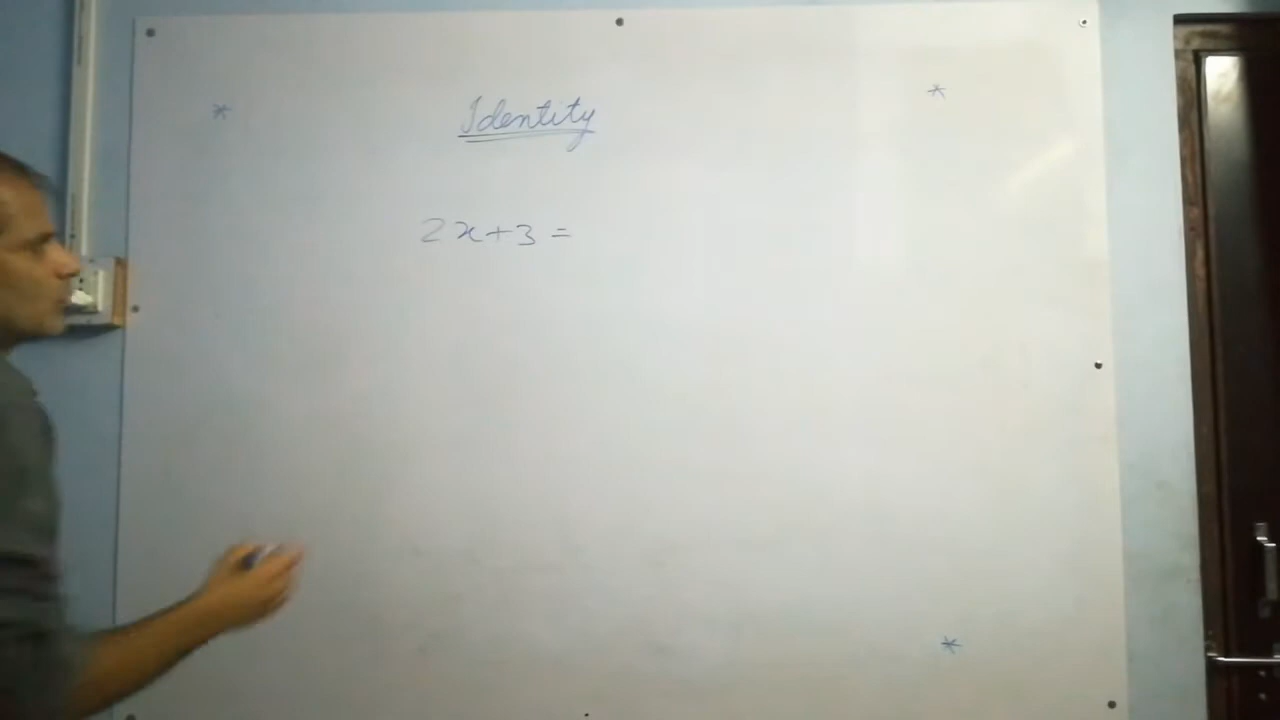 * *
Identity
2x+3=
*